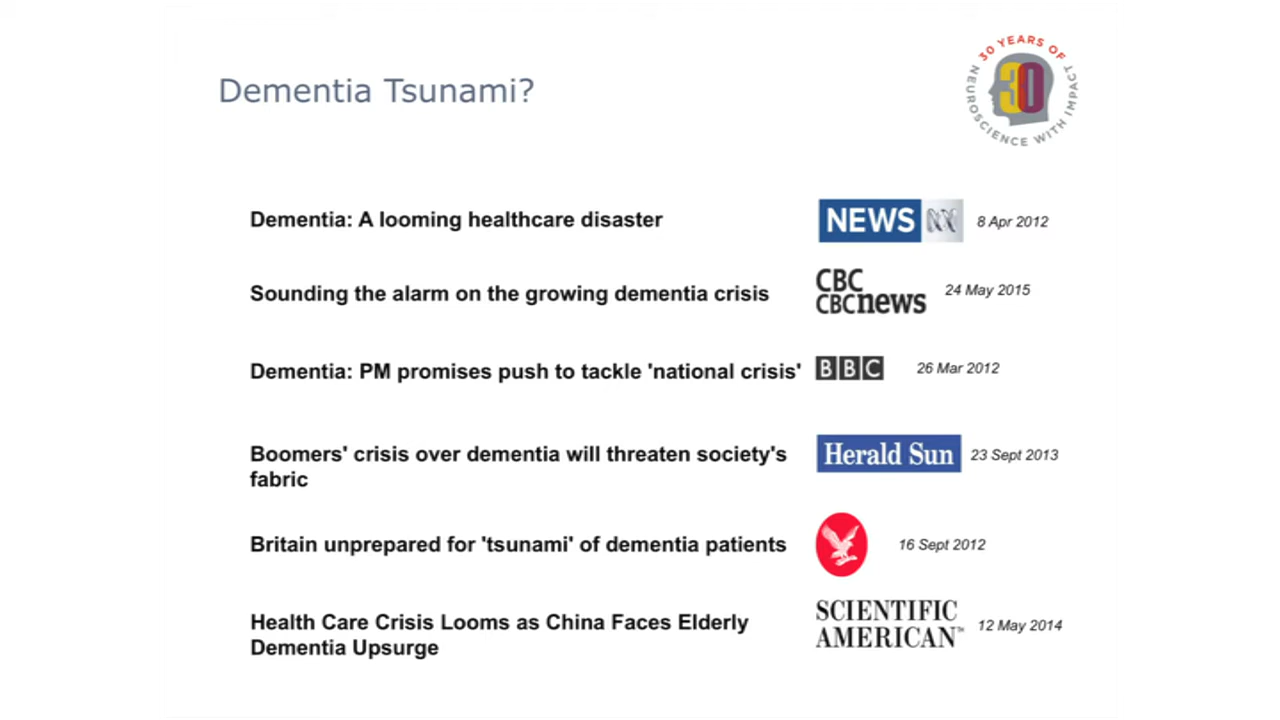 Dementia Tsunami?
30 YEARS OF
30
NEUROSCIENCE WITH IMPACT
Dementia: A looming healthcare disaster
NEWS
8 Apr 2012
Sounding the alarm on the growing dementia crisis
CBC
CBCnews
24 May 2015
Dementia: PM promises push to tackle 'national crisis'
BBC
26 Mar 2012
Boomers' crisis over dementia will threaten society's
fabric
Herald Sun
23 Sept 2013
Britain unprepared for 'tsunami' of dementia patients
16 Sept 2012
Health Care Crisis Looms as China Faces Elderly
Dementia Upsurge
SCIENTIFIC
AMERICAN™
12 May 2014